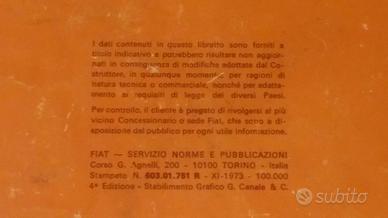 I dati contenuti in questo libretto sono forniti a
titolo indicativo e potrebbero risultare non aggior-
nati in conseguenza di modifiche adottate dal Co-
struttore, in qualunque momento, per ragioni di
natura tecnica o commerciale, nonché per adatta-
mento ai requisiti di legge dei diversi Paesi.
Per controllo, il cliente è pregato di rivolgersi al più
vicino Concessionario o sede Fiat, che sono a di-
sposizione del pubblico per ogni utile informazione.
FIAT — SERVIZIO NORME E PUBBLICAZIONI
Corso G. Agnelli, 200 - 10100 TORINO - Italia
Stampato N. 603.01.781 R - XI-1973 - 100.000
4ª Edizione - Stabilimento Grafico G. Canale & C.
subito